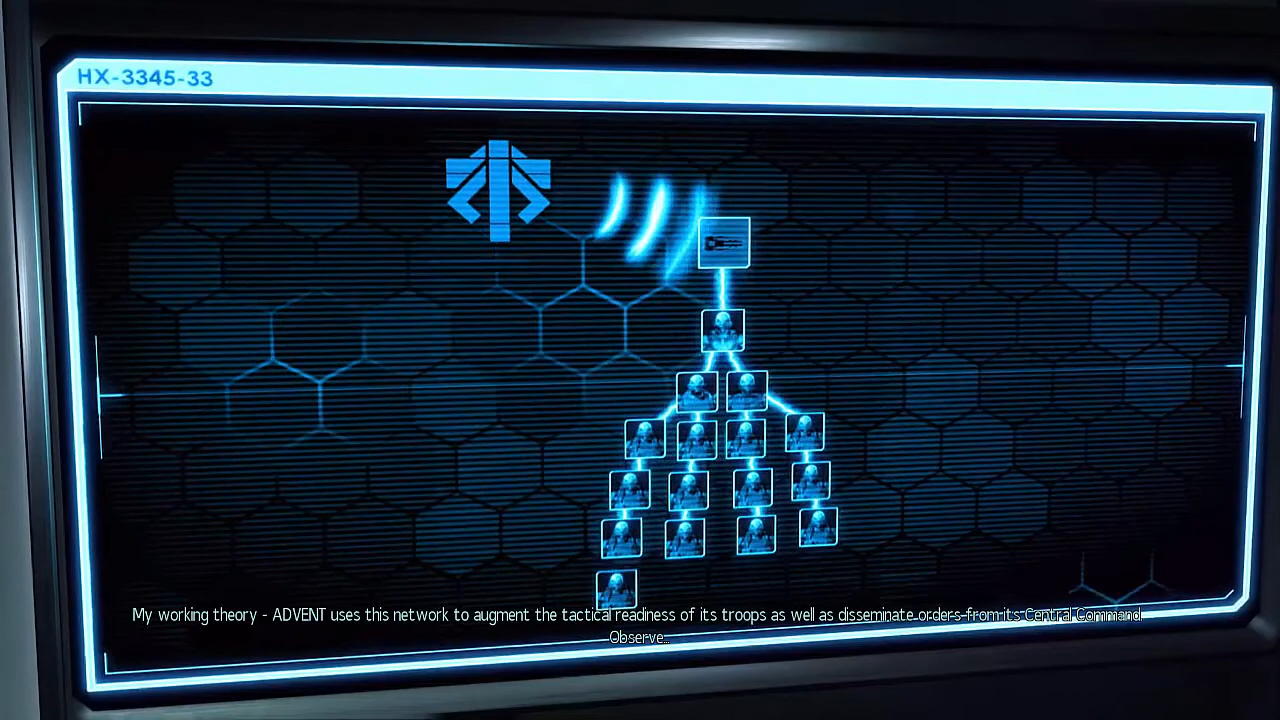 HX-3345-33
My working theory - ADVENT uses this network to augment the tactical readiness of its troops as well as disseminate orders from its Central Command
Observe...